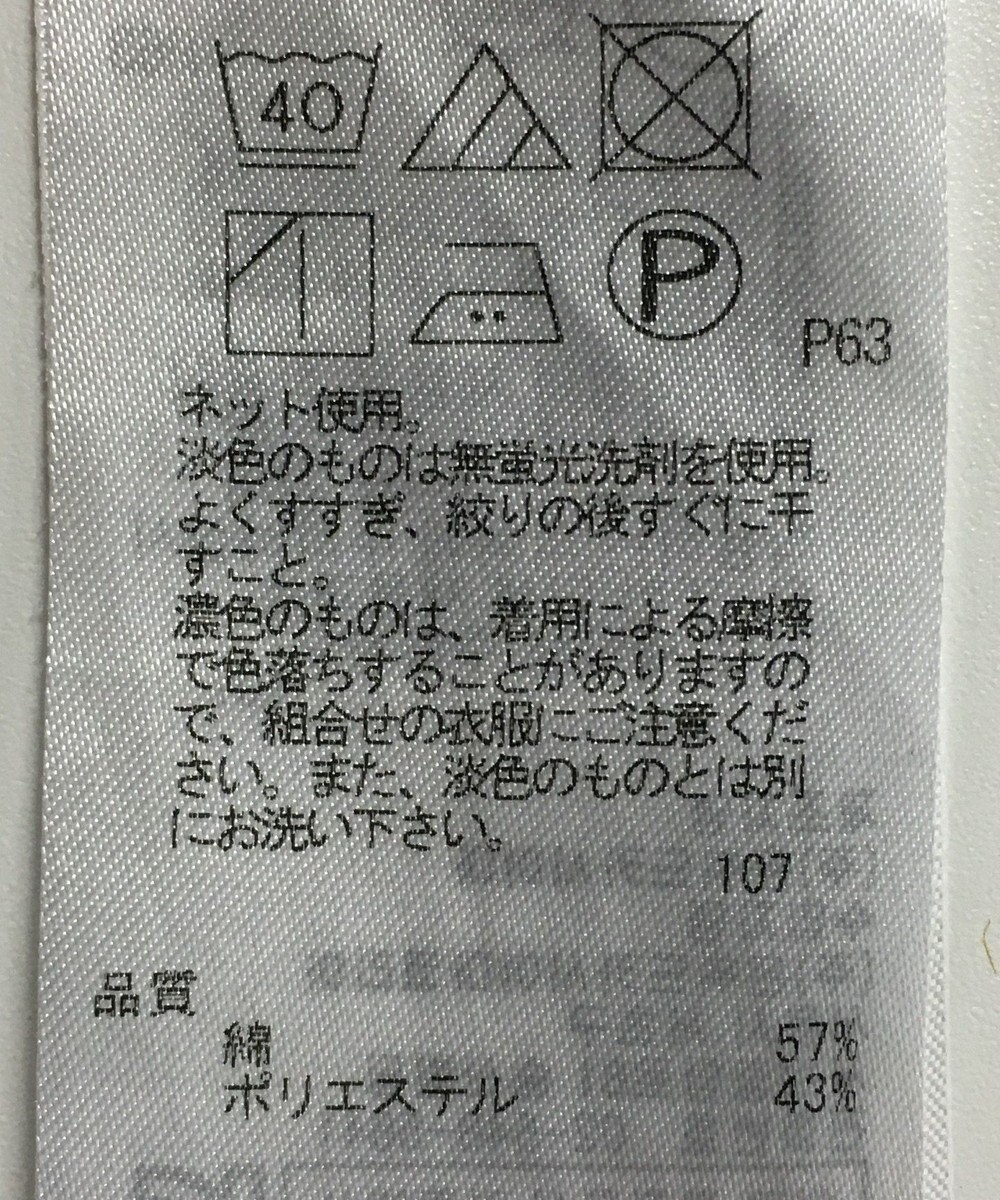 40
P
P63
ネット使用。
淡色のものは無蛍光洗剤を使用。
よくすすぎ、絞りの後すぐに干
すこと。
濃色のものは、着用による摩擦
で色落ちすることがありますの
で、組合せの衣服にご注意くだ
さい。また、淡色のものとは別
にお洗い下さい。
107
品質
綿 57%
ポリエステル 43%